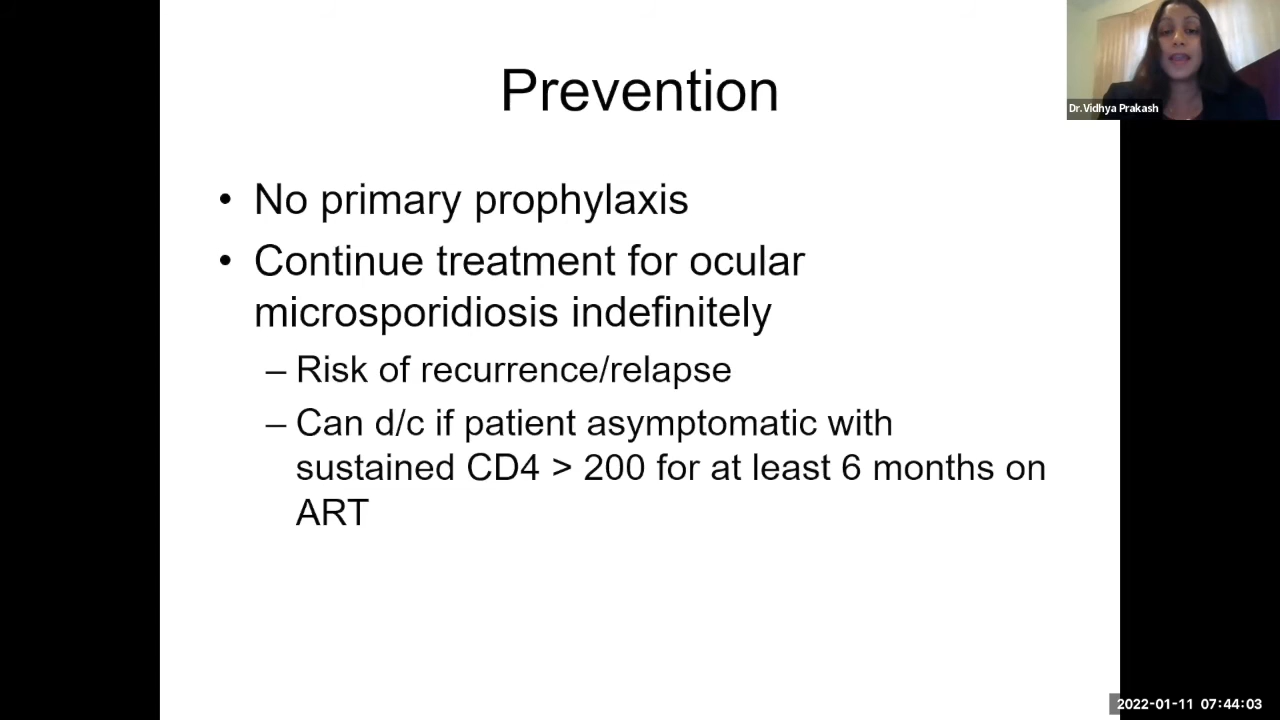 Prevention
Dr.Vidhya Prakash
• No primary prophylaxis
• Continue treatment for ocular
microsporidiosis indefinitely
– Risk of recurrence/relapse
– Can d/c if patient asymptomatic with
sustained CD4 > 200 for at least 6 months on
ART
2022-01-11 07:44:03